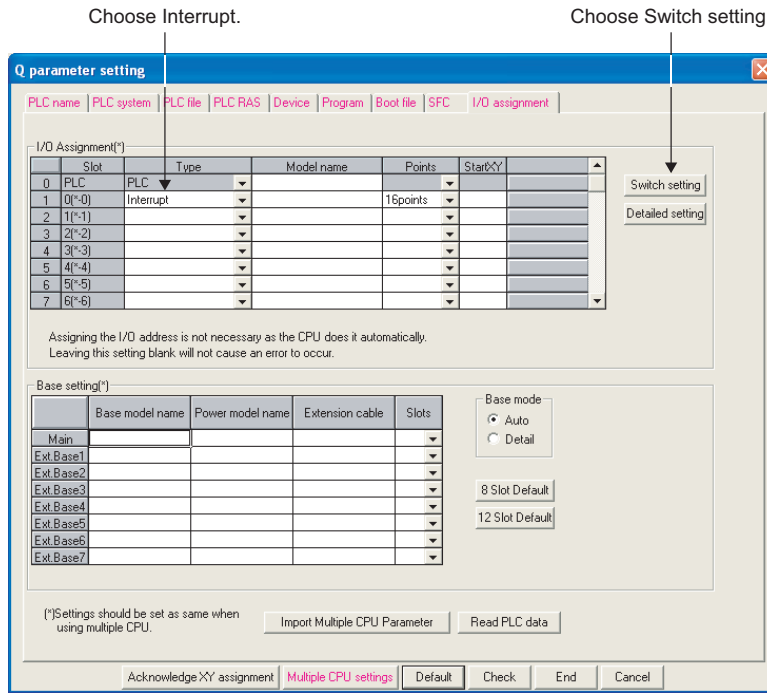 Choose Interrupt.
Choose Switch setting
Q parameter setting
PLC name PLC system PLC file PLC RAS Device Program Boot file SFC I/O assignment
I/O Assignment(*)
Slot Type Model name Points StartXY
0 PLC PLC
1 0(*-0) Interrupt 16points
2 1(*-1)
3 2(*-2)
4 3(*-3)
5 4(*-4)
6 5(*-5)
7 6(*-6)
Switch setting
Detailed setting
Assigning the I/O address is not necessary as the CPU does it automatically.
Leaving this setting blank will not cause an error to occur.
Base setting(*)
Base model name Power model name Extension cable Slots
Main
Ext.Base1
Ext.Base2
Ext.Base3
Ext.Base4
Ext.Base5
Ext.Base6
Ext.Base7
Base mode
Auto
Detail
8 Slot Default
12 Slot Default
(*)Settings should be set as same when
using multiple CPU.
Import Multiple CPU Parameter Read PLC data
Acknowledge XY assignment Multiple CPU settings Default Check End Cancel